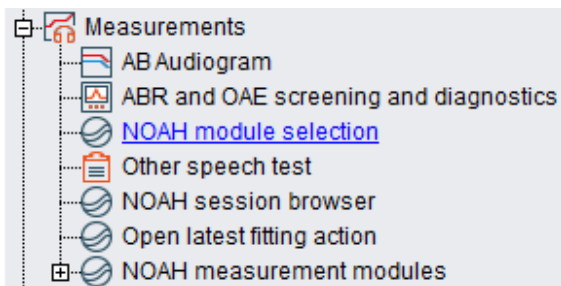 Measurements
AB Audiogram
ABR and OAE screening and diagnostics
NOAH module selection
Other speech test
NOAH session browser
Open latest fitting action
NOAH measurement modules